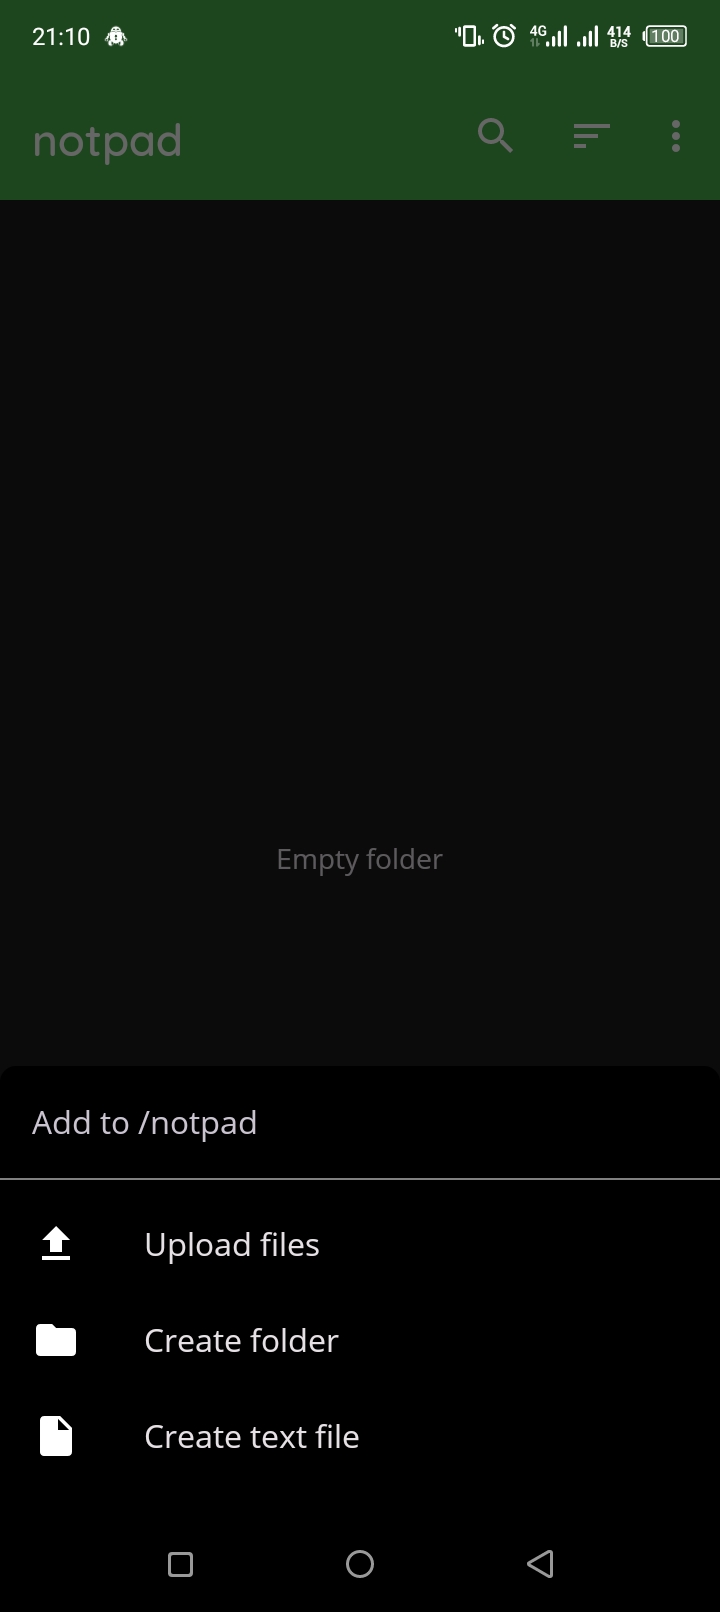 21:10
4G
414
B/S
100
notpad
Empty folder
Add to /notpad
Upload files
Create folder
Create text file